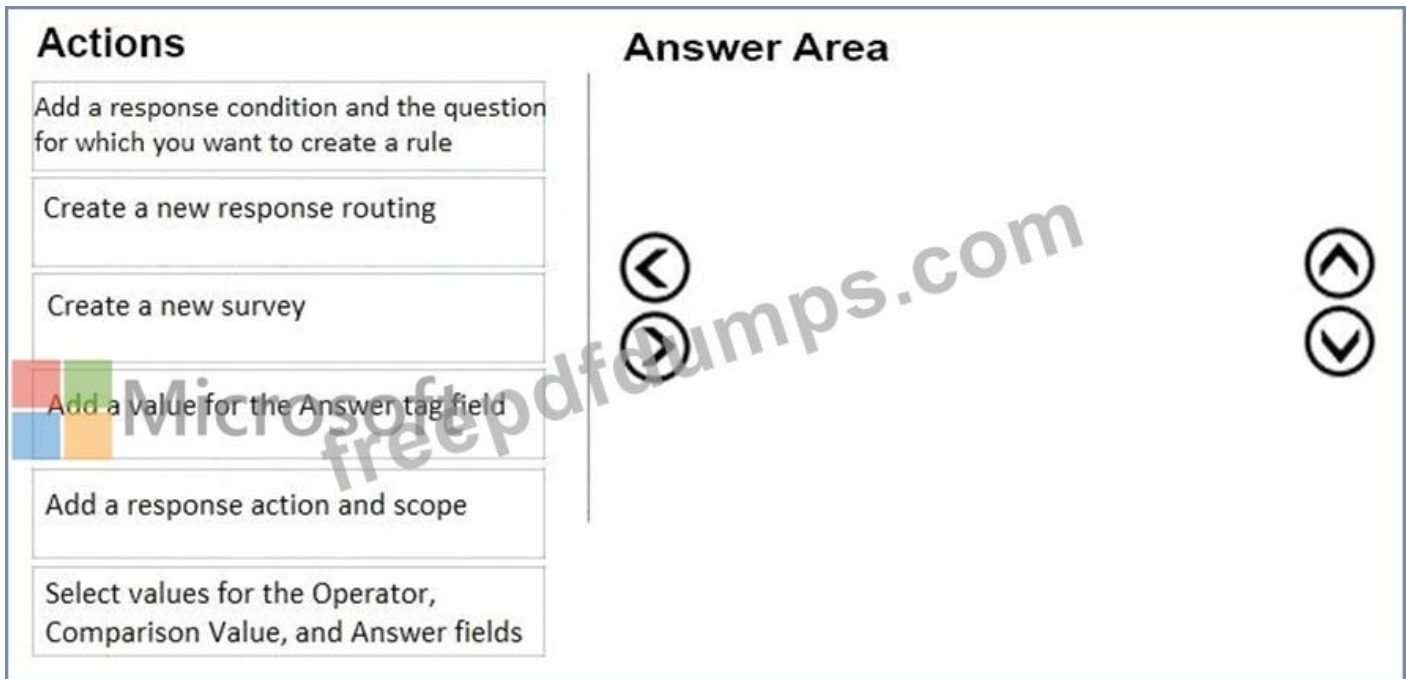 Actions
Answer Area
Add a response condition and the question
for which you want to create a rule
Create a new response routing
Create a new survey
Add a value for the Answer tag field
Microsoft
freepdfdumps.com
Add a response action and scope
Select values for the Operator,
Comparison Value, and Answer fields